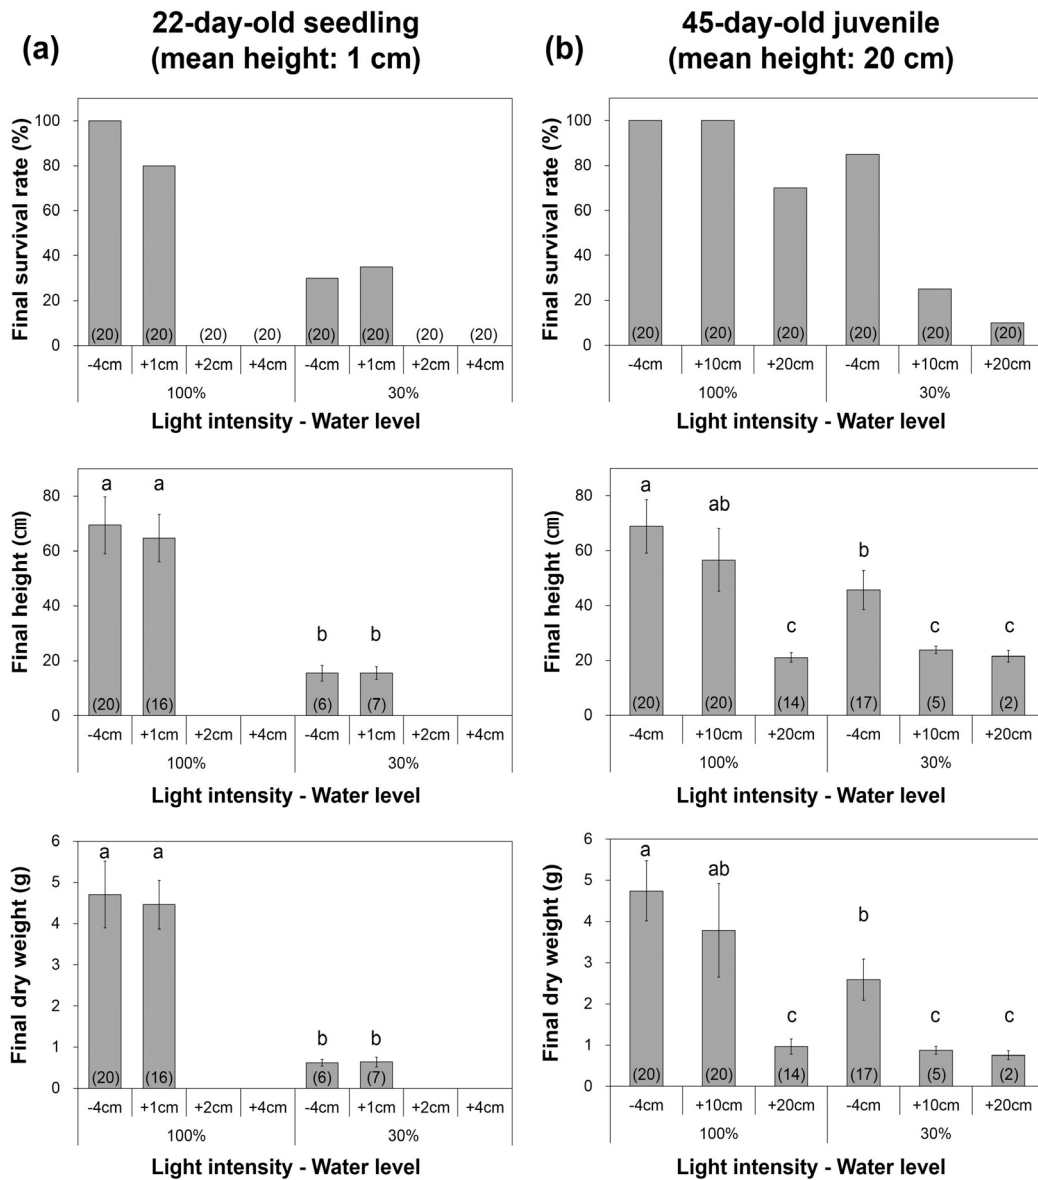 (a)
22-day-old seedling
(mean height: 1 cm)
Final survival rate (%)
100
80
60
40
20
0
(20) (20) (20) (20) (20) (20) (20) (20)
-4cm +1cm +2cm +4cm -4cm +1cm +2cm +4cm
100% 30%
Light intensity - Water level
Final height (㎝)
80
60
40
20
0
a a b b
(20) (16) (6) (7)
-4cm +1cm +2cm +4cm -4cm +1cm +2cm +4cm
100% 30%
Light intensity - Water level
Final dry weight (g)
6
5
4
3
2
1
0
a a b b
(20) (16) (6) (7)
-4cm +1cm +2cm +4cm -4cm +1cm +2cm +4cm
100% 30%
Light intensity - Water level
(b)
45-day-old juvenile
(mean height: 20 cm)
Final survival rate (%)
100
80
60
40
20
0
(20) (20) (20) (20) (20) (20)
-4cm +10cm +20cm -4cm +10cm +20cm
100% 30%
Light intensity - Water level
Final height (㎝)
80
60
40
20
0
a ab c b c c
(20) (20) (14) (17) (5) (2)
-4cm +10cm +20cm -4cm +10cm +20cm
100% 30%
Light intensity - Water level
Final dry weight (g)
6
5
4
3
2
1
0
a ab c b c c
(20) (20) (14) (17) (5) (2)
-4cm +10cm +20cm -4cm +10cm +20cm
100% 30%
Light intensity - Water level